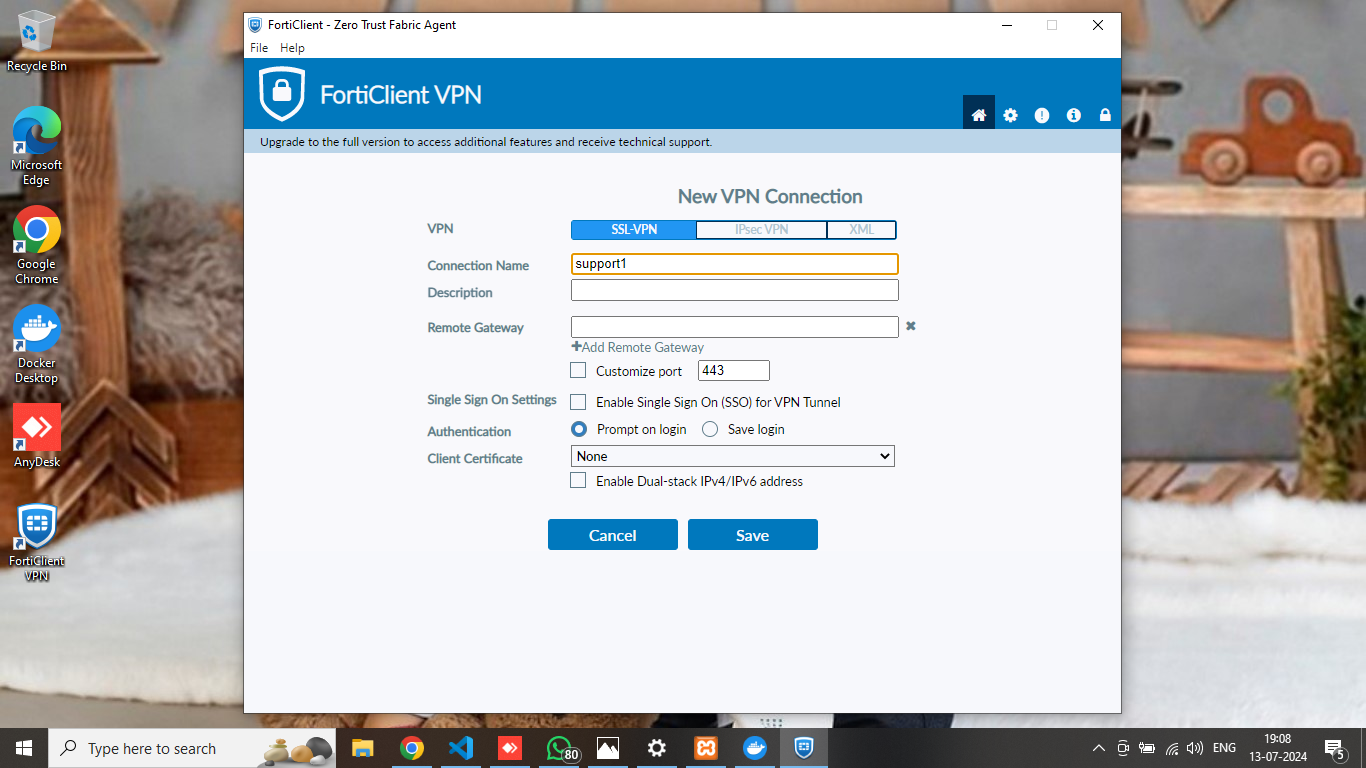 Recycle Bin
Microsoft
Edge
Google
Chrome
Docker
Desktop
AnyDesk
FortiClient
VPN
FortiClient - Zero Trust Fabric Agent
File Help
FortiClient VPN
Upgrade to the full version to access additional features and receive technical support.
New VPN Connection
VPN SSL-VPN IPsec VPN XML
Connection Name support1
Description
Remote Gateway
Add Remote Gateway
Customize port 443
Single Sign On Settings Enable Single Sign On (SSO) for VPN Tunnel
Authentication Prompt on login Save login
Client Certificate None
Enable Dual-stack IPv4/IPv6 address
Cancel Save
Type here to search
80
ENG
19:08
13-07-2024
5